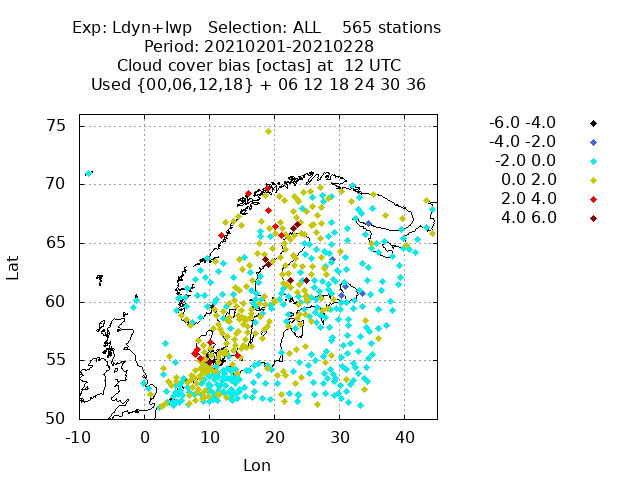 Exp: Ldyn+lwp   Selection: ALL    565 stations
Period: 20210201-20210228
Cloud cover bias [octas] at  12 UTC
Used {00,06,12,18} + 06 12 18 24 30 36
-6.0 -4.0
-4.0 -2.0
-2.0 0.0
0.0 2.0
2.0 4.0
4.0 6.0
75
70
65
60
55
50
Lat
-10 0 10 20 30 40
Lon